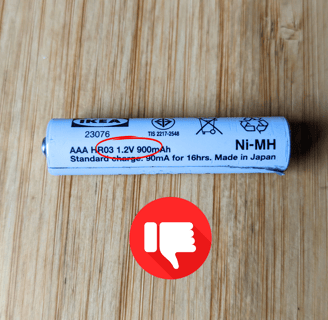 IKEA
23076
TIS 2217-2548
Ni-MH
AAA HR03 1.2V 900mAh
Standard charge: 90mA for 16hrs. Made in Japan